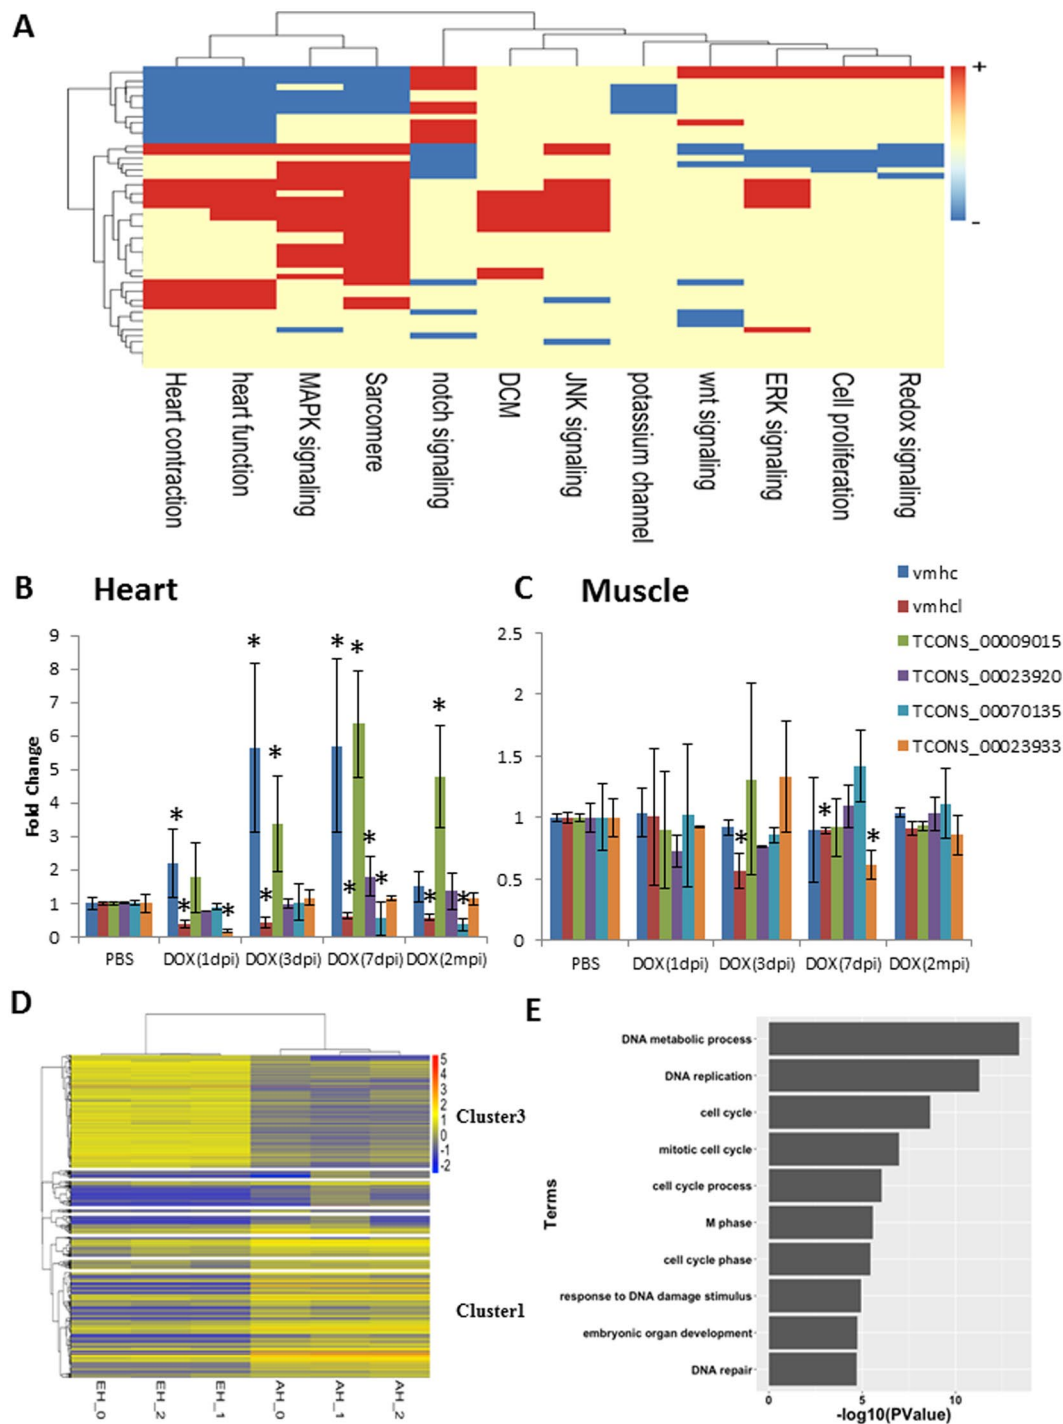 A
+
-
Heart contraction
heart function
MAPK signaling
Sarcomere
notch signaling
DCM
JNK signaling
potassium channel
wnt signaling
ERK signaling
Cell proliferation
Redox signaling
B Heart
9
8
7
6
5
4
3
2
1
0
Fold Change
* * * * * * * * * * * * * *
PBS DOX(1dpi) DOX(3dpi) DOX(7dpi) DOX(2mpi)
C Muscle
2.5
2
1.5
1
0.5
0
* * *
PBS DOX(1dpi) DOX(3dpi) DOX(7dpi) DOX(2mpi)
vmhc
vmhcl
TCONS_00009015
TCONS_00023920
TCONS_00070135
TCONS_00023933
D
5
4
3
2
1
0
-1
-2
Cluster3
Cluster1
EH_0
EH_2
EH_1
AH_0
AH_1
AH_2
E
Terms
DNA metabolic process
DNA replication
cell cycle
mitotic cell cycle
cell cycle process
M phase
cell cycle phase
response to DNA damage stimulus
embryonic organ development
DNA repair
0 5 10
-log10(PValue)